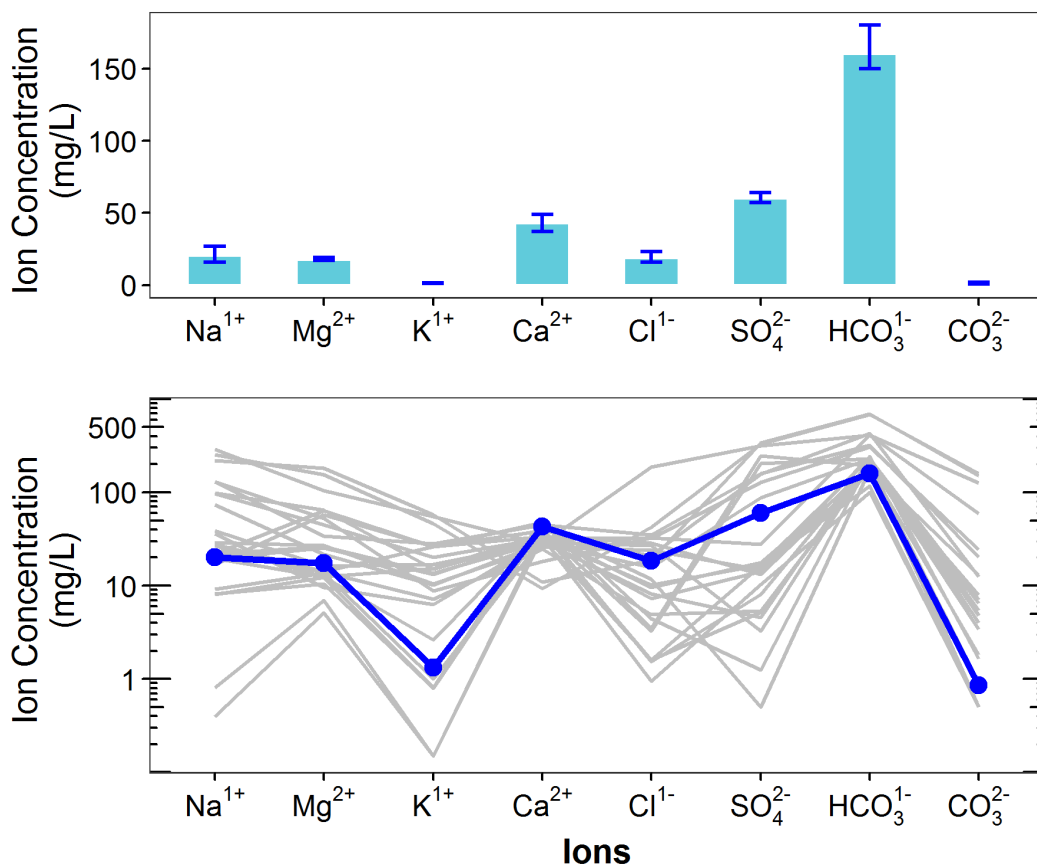 Ion Concentration
(mg/L)
150
100
50
0
Na¹⁺ Mg²⁺ K¹⁺ Ca²⁺ Cl¹⁻ SO₄²⁻ HCO₃¹⁻ CO₃²⁻
Ion Concentration
(mg/L)
500
100
10
1
Na¹⁺ Mg²⁺ K¹⁺ Ca²⁺ Cl¹⁻ SO₄²⁻ HCO₃¹⁻ CO₃²⁻
Ions